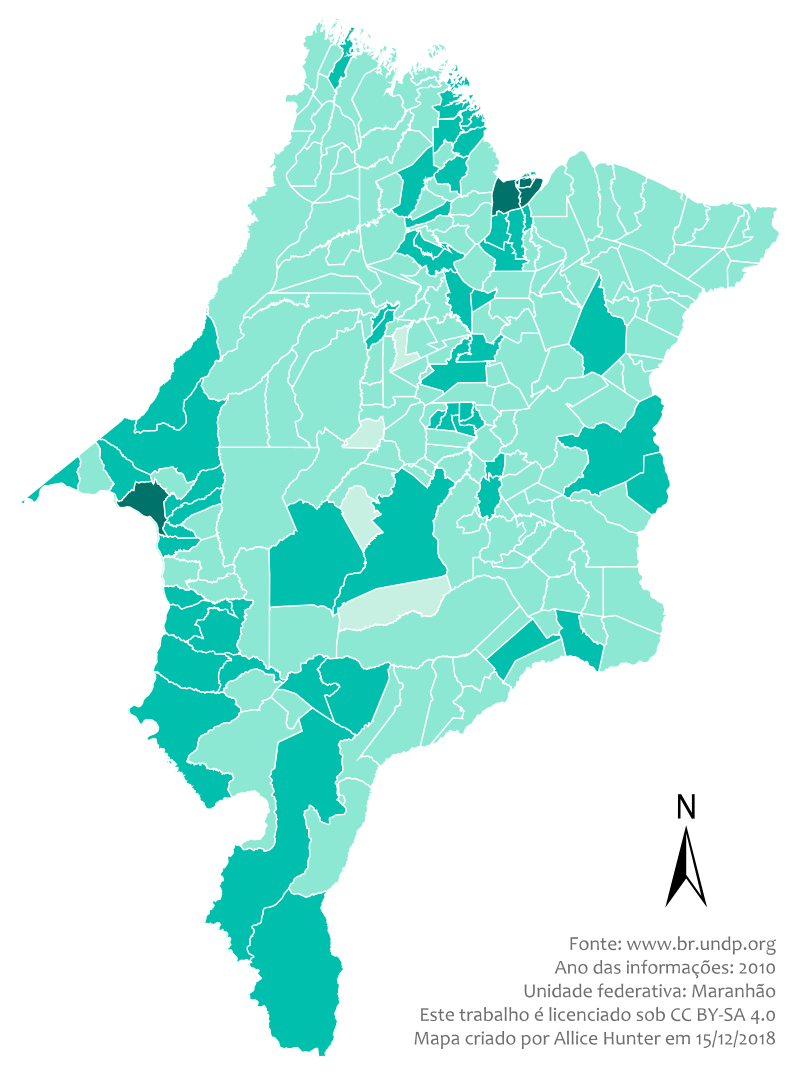 N
Fonte: www.br.undp.org
Ano das informações: 2010
Unidade federativa: Maranhão
Este trabalho é licenciado sob CC BY-SA 4.0
Mapa criado por Allice Hunter em 15/12/2018